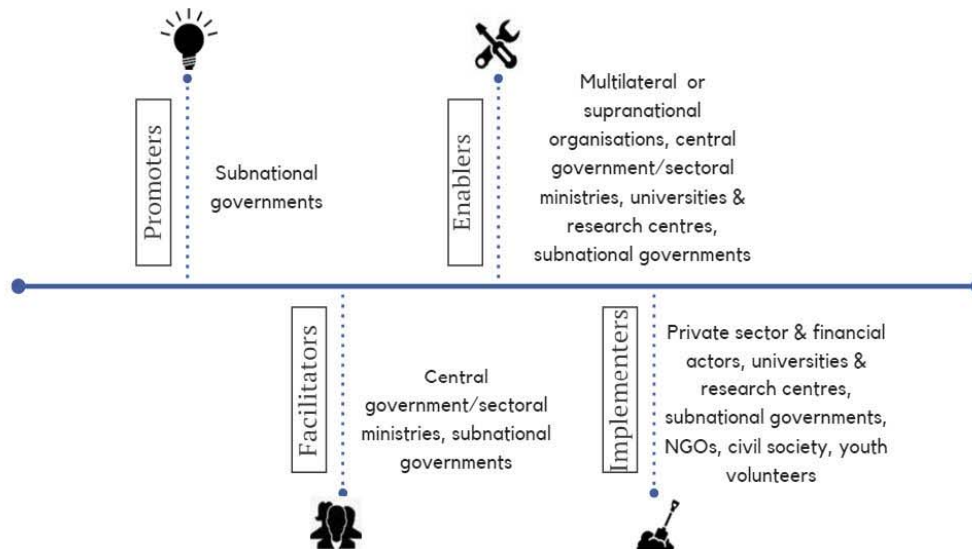 Promoters
Subnational
governments
Enablers
Multilateral or
supranational
organisations, central
government/sectoral
ministries, universities &
research centres,
subnational governments
Facilitators
Central
government/sectoral
ministries, subnational
governments
Implementers
Private sector & financial
actors, universities &
research centres,
subnational governments,
NGOs, civil society, youth
volunteers